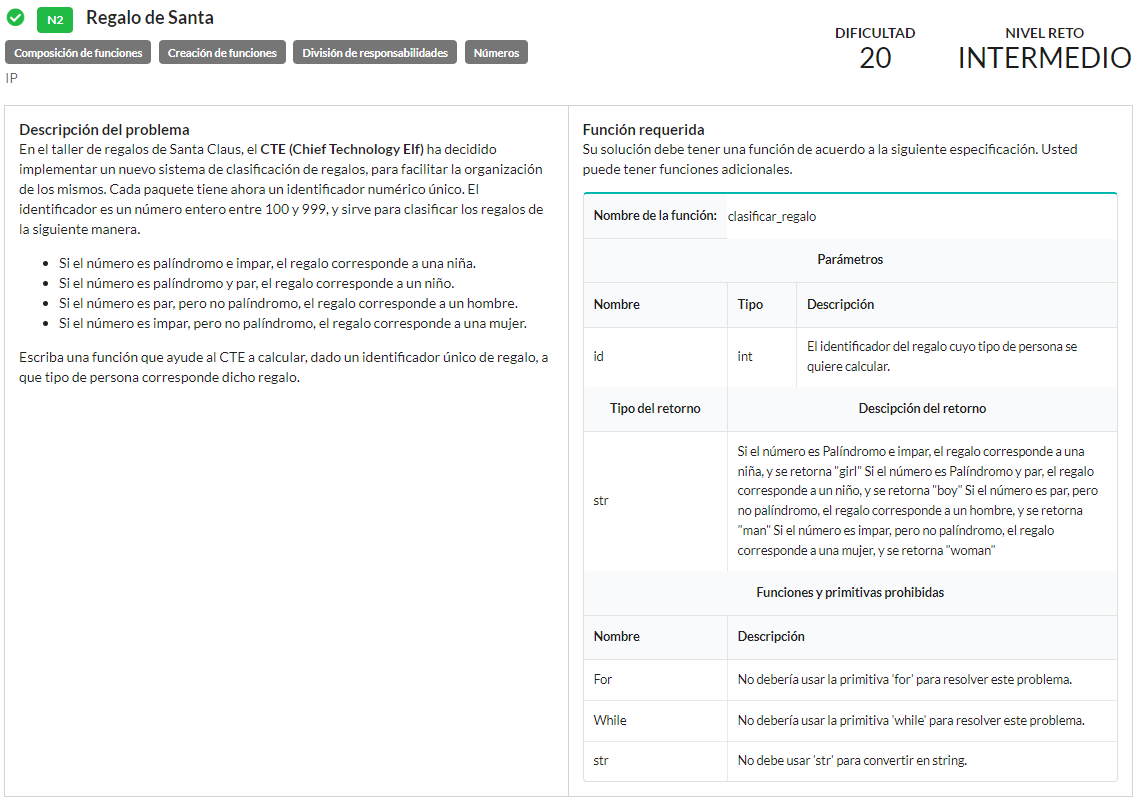 N2 Regalo de Santa
Composición de funciones Creación de funciones División de responsabilidades Números
IP
DIFICULTAD
20
NIVEL RETO
INTERMEDIO
Descripción del problema
En el taller de regalos de Santa Claus, el CTE (Chief Technology Elf) ha decidido
implementar un nuevo sistema de clasificación de regalos, para facilitar la organización
de los mismos. Cada paquete tiene ahora un identificador numérico único. El
identificador es un número entero entre 100 y 999, y sirve para clasificar los regalos de
la siguiente manera.
• Si el número es palíndromo e impar, el regalo corresponde a una niña.
• Si el número es palíndromo y par, el regalo corresponde a un niño.
• Si el número es par, pero no palíndromo, el regalo corresponde a un hombre.
• Si el número es impar, pero no palíndromo, el regalo corresponde a una mujer.
Escriba una función que ayude al CTE a calcular, dado un identificador único de regalo, a
que tipo de persona corresponde dicho regalo.
Función requerida
Su solución debe tener una función de acuerdo a la siguiente especificación. Usted
puede tener funciones adicionales.
Nombre de la función: clasificar_regalo
Parámetros
Nombre Tipo Descripción
id int El identificador del regalo cuyo tipo de persona se
quiere calcular.
Tipo del retorno Descipción del retorno
str
Si el número es Palíndromo e impar, el regalo corresponde a una
niña, y se retorna "girl" Si el número es Palíndromo y par, el regalo
corresponde a un niño, y se retorna "boy" Si el número es par, pero
no palíndromo, el regalo corresponde a un hombre, y se retorna
"man" Si el número es impar, pero no palíndromo, el regalo
corresponde a una mujer, y se retorna "woman"
Funciones y primitivas prohibidas
Nombre Descripción
For No debería usar la primitiva 'for' para resolver este problema.
While No debería usar la primitiva 'while' para resolver este problema.
str No debe usar 'str' para convertir en string.